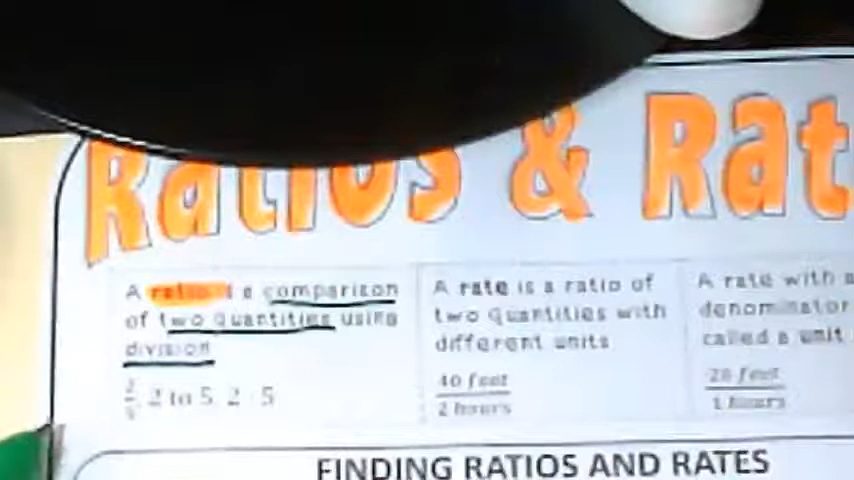 Ratios & Rat
A ratio is a comparison
of two quantities using
division
2/5, 2 to 5, 2 : 5
A rate is a ratio of
two quantities with
different units
40 feet
2 hours
A rate with a
denominator
called a unit
20 feet
1 hours
FINDING RATIOS AND RATES